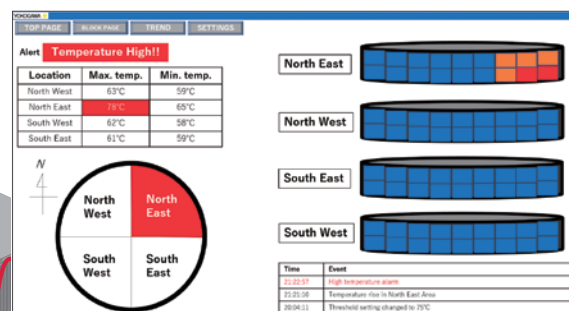 YOKOGAWA
TOP PAGE BLOCK PAGE TREND SETTINGS
Alert Temperature High!!
Location Max. temp. Min. temp.
North West 63°C 59°C
North East 78°C 65°C
South West 62°C 58°C
South East 61°C 59°C
N
North West
North East
South West
South East
North East
North West
South East
South West
Time Event
21:22:57 High temperature alarm
21:21:10 Temperature rise in North East Area
20:04:11 Threshold setting changed to 75°C